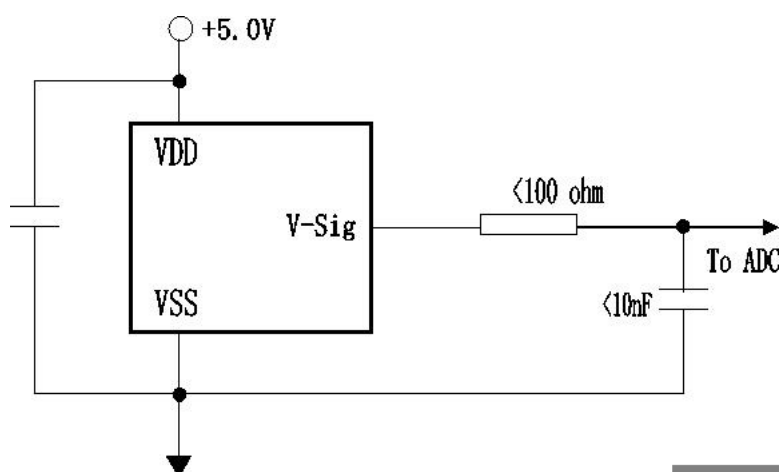 +5.0V
VDD
<100 ohm
V-Sig
To ADC
VSS
<10nF